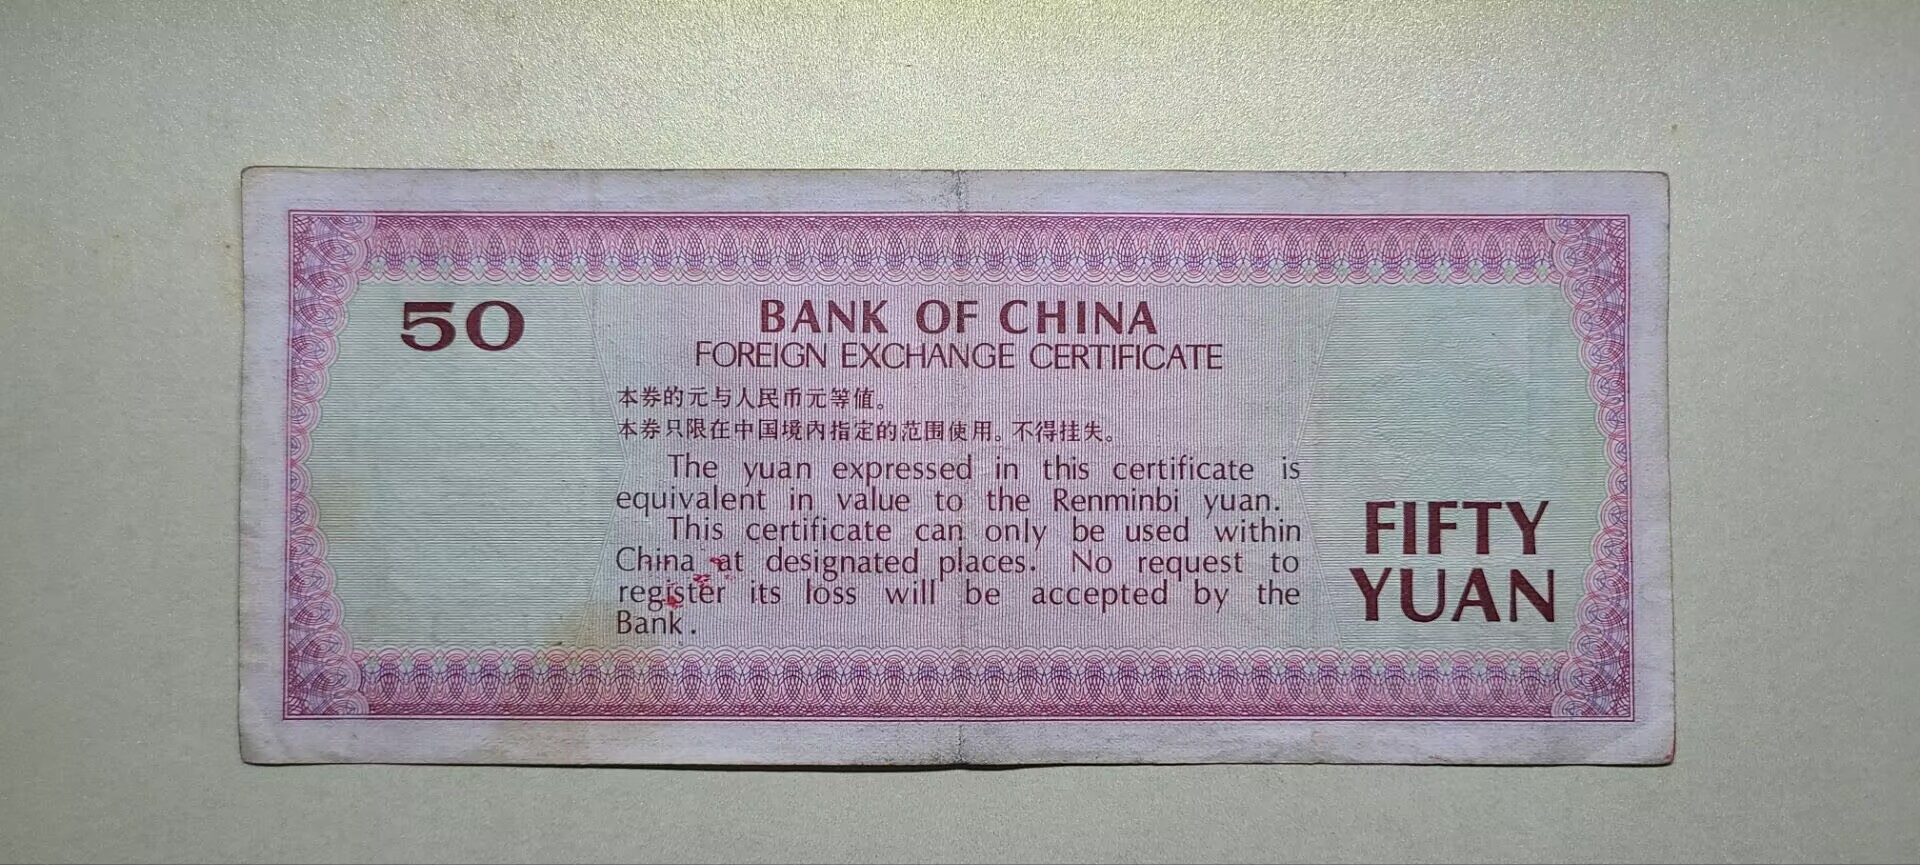 50
BANK OF CHINA
FOREIGN EXCHANGE CERTIFICATE
本券的元与人民币元等值。
本券只限在中国境内指定的范围使用。不得挂失。
The yuan expressed in this certificate is
equivalent in value to the Renminbi yuan.
This certificate can only be used within
China at designated places. No request to
register its loss will be accepted by the
Bank.
FIFTY
YUAN